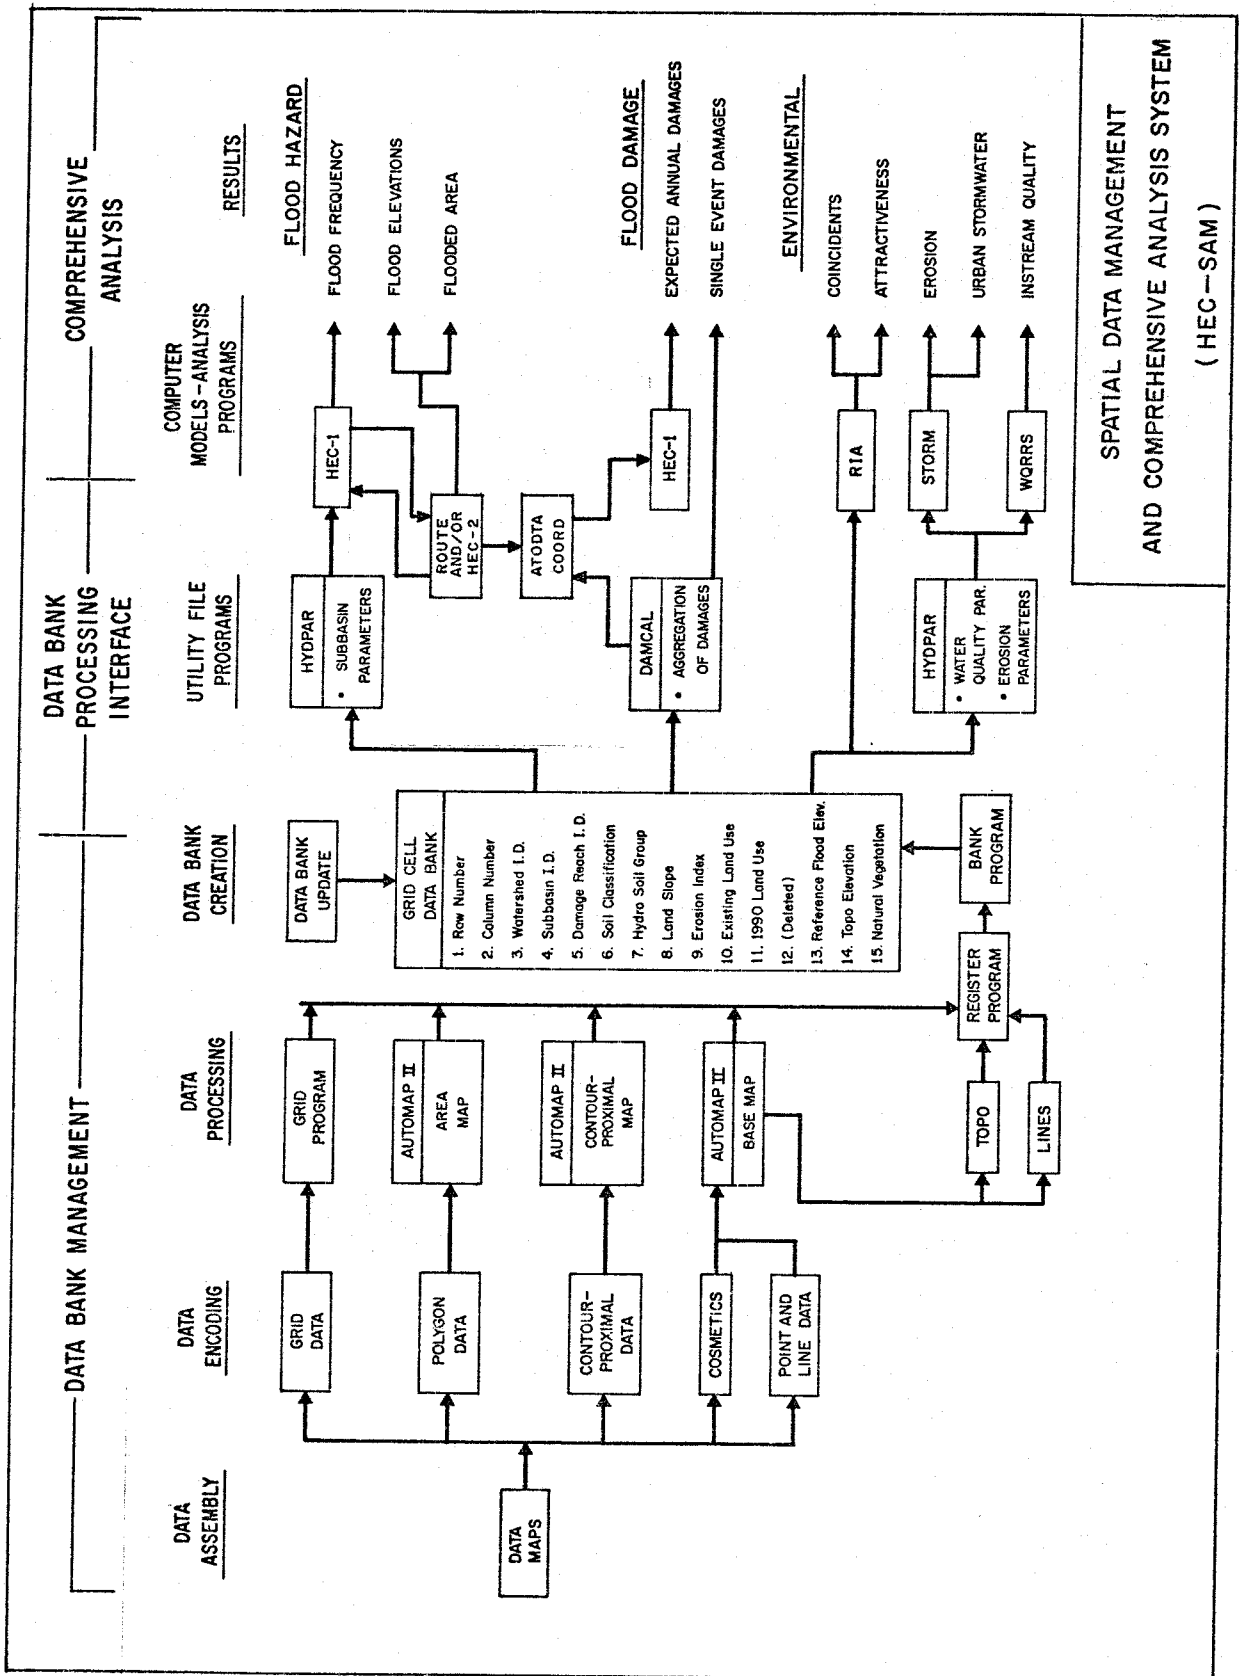 DATA BANK MANAGEMENT
DATA BANK
PROCESSING
INTERFACE
COMPREHENSIVE
ANALYSIS
DATA
ASSEMBLY
DATA
ENCODING
DATA
PROCESSING
DATA BANK
CREATION
UTILITY FILE
PROGRAMS
COMPUTER
MODELS-ANALYSIS
PROGRAMS
RESULTS
DATA
MAPS
GRID
DATA
POLYGON
DATA
CONTOUR-
PROXIMAL
DATA
COSMETICS
POINT AND
LINE DATA
GRID
PROGRAM
AUTOMAP II
AREA
MAP
AUTOMAP II
CONTOUR-
PROXIMAL
MAP
AUTOMAP II
BASE MAP
TOPO
LINES
REGISTER
PROGRAM
BANK
PROGRAM
DATA BANK
UPDATE
GRID CELL
DATA BANK
1. Row Number
2. Column Number
3. Watershed I.D.
4. Subbasin I.D.
5. Damage Reach I.D.
6. Soil Classification
7. Hydro Soil Group
8. Land Slope
9. Erosion Index
10. Existing Land Use
11. 1990 Land Use
12. (Deleted)
13. Reference Flood Elev.
14. Topo Elevation
15. Natural Vegetation
HYDPAR
• SUBBASIN
PARAMETERS
HEC-1
ROUTE
AND/OR
HEC-2
ATODTA
COORD
DAMCAL
• AGGREGATION
OF DAMAGES
HEC-1
RIA
HYDPAR
• WATER
QUALITY PAR.
• EROSION
PARAMETERS
STORM
WQRRS
FLOOD HAZARD
FLOOD FREQUENCY
FLOOD ELEVATIONS
FLOODED AREA
FLOOD DAMAGE
EXPECTED ANNUAL DAMAGES
SINGLE EVENT DAMAGES
ENVIRONMENTAL
COINCIDENTS
ATTRACTIVENESS
EROSION
URBAN STORMWATER
INSTREAM QUALITY
SPATIAL DATA MANAGEMENT
AND COMPREHENSIVE ANALYSIS SYSTEM
(HEC-SAM)